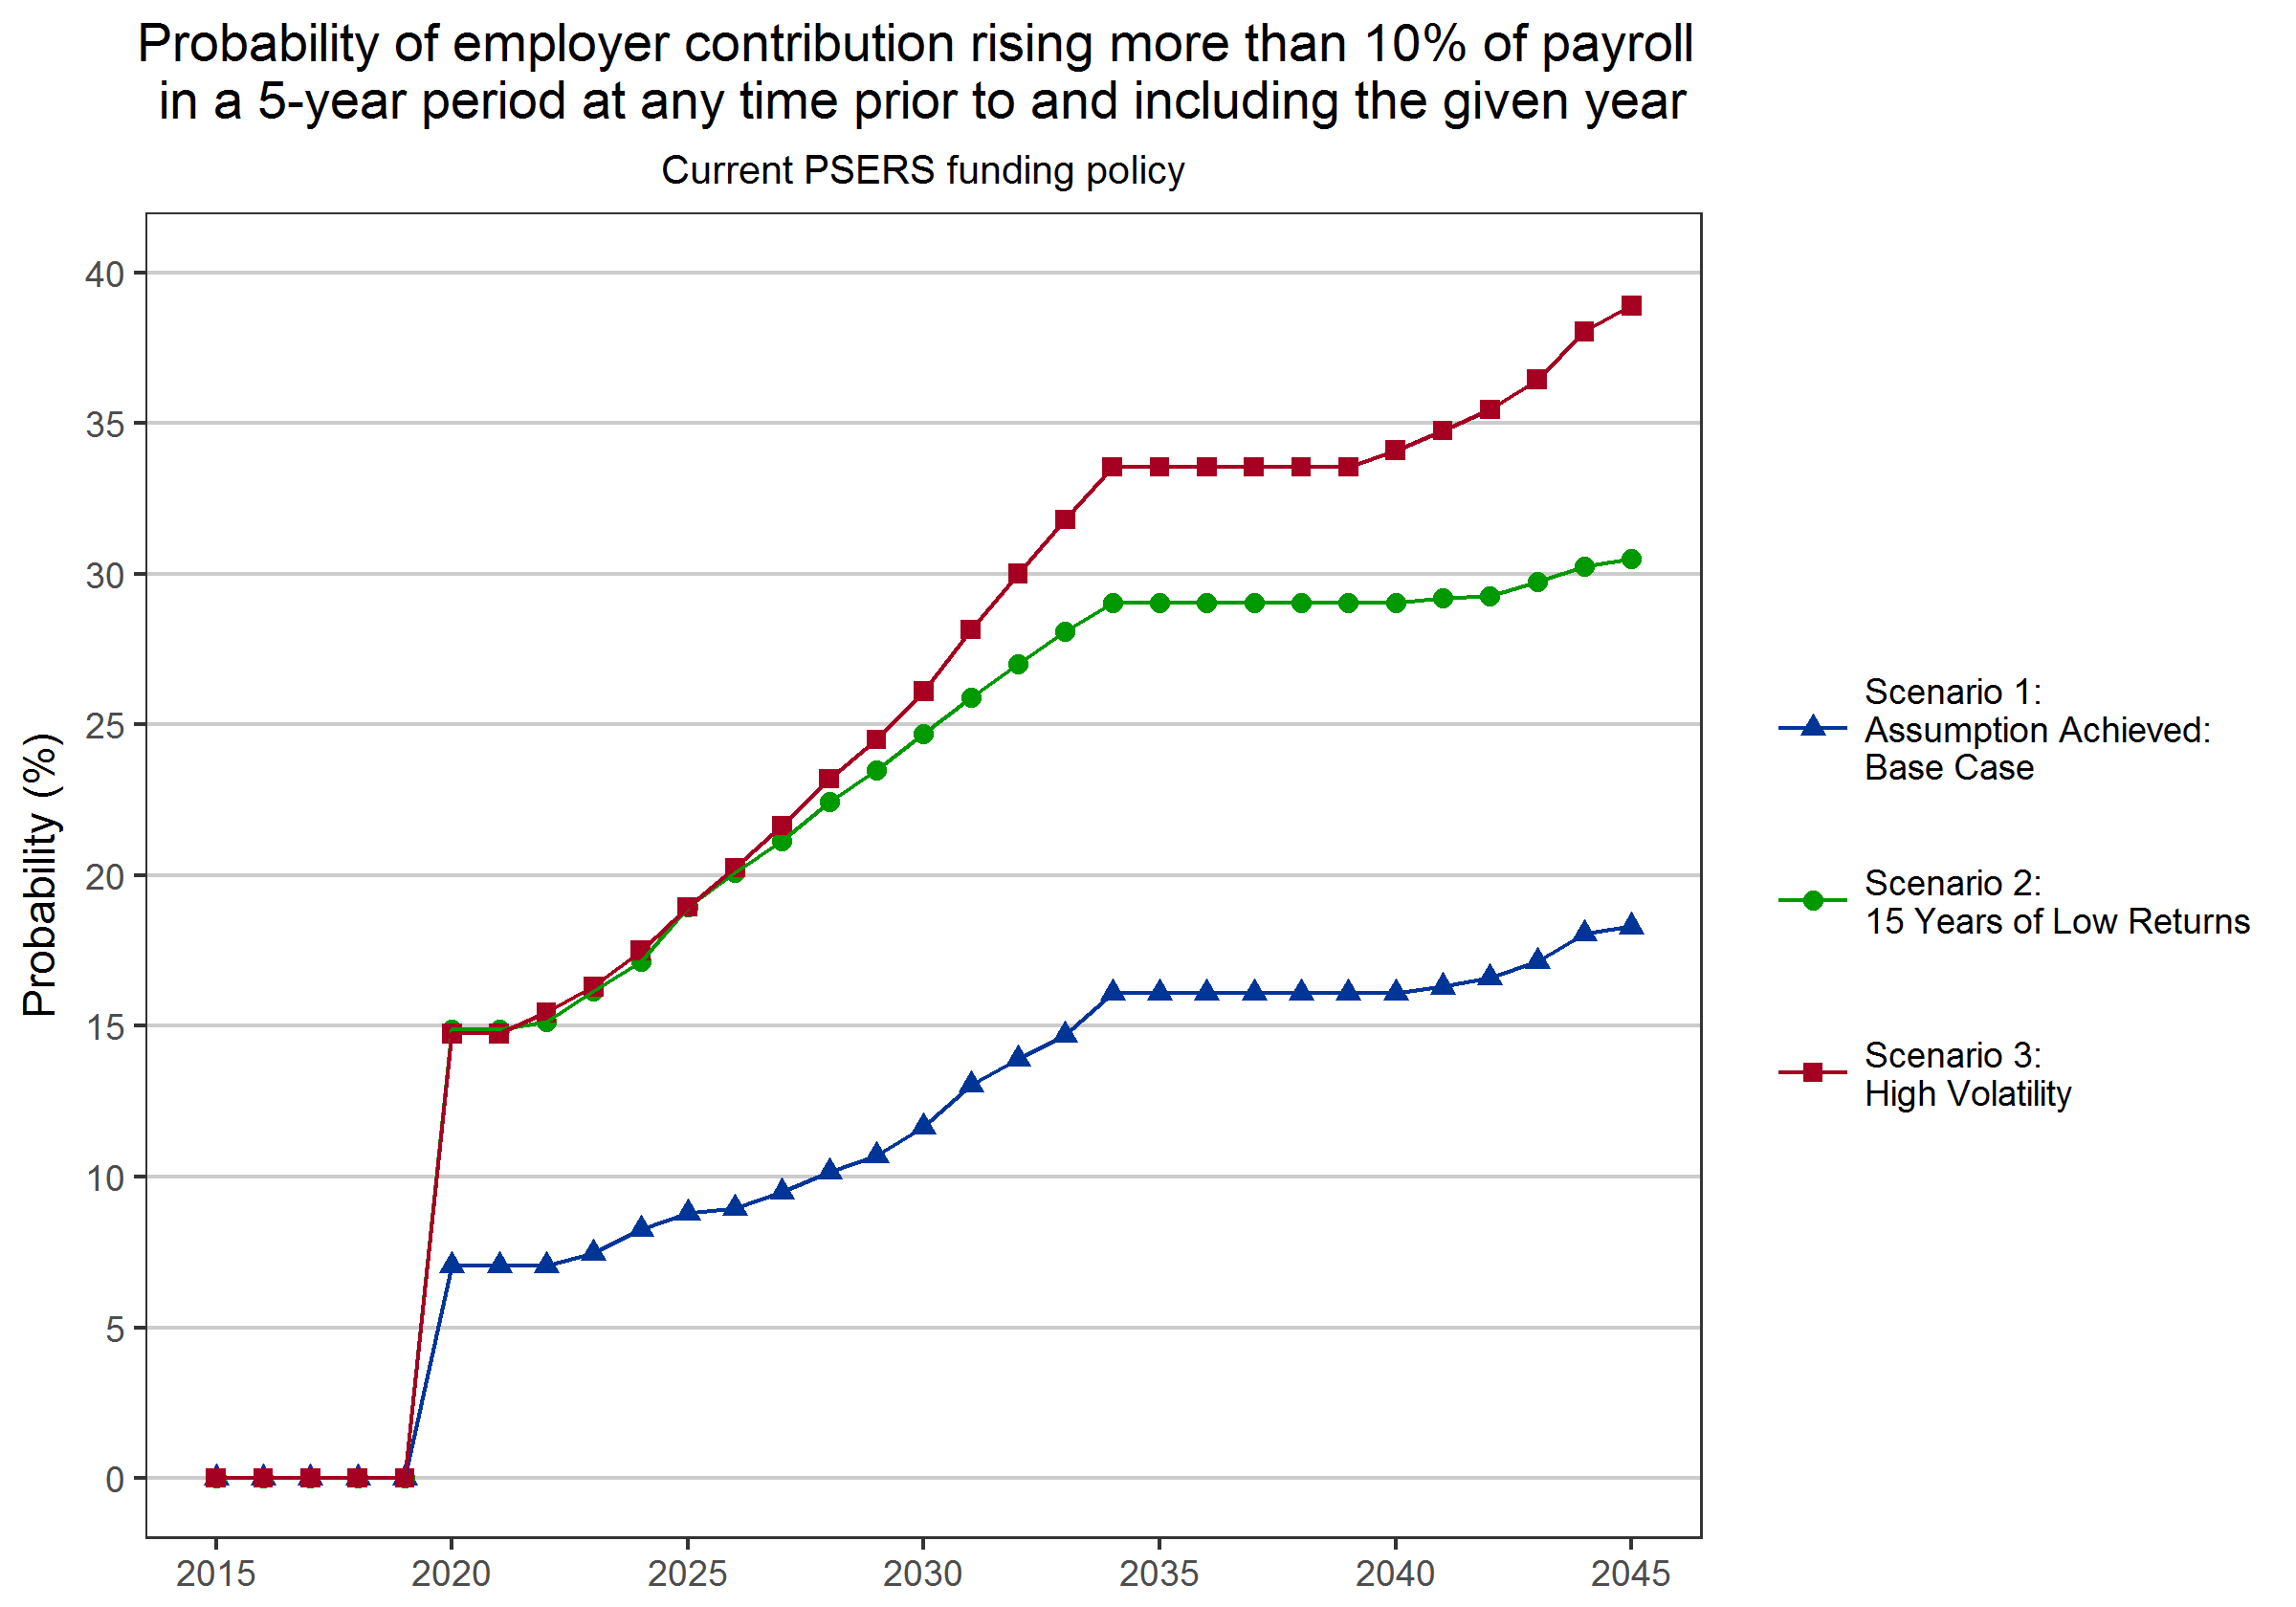 Probability of employer contribution rising more than 10% of payroll
in a 5-year period at any time prior to and including the given year
Current PSERS funding policy
Probability (%)
40
35
30
25
20
15
10
5
0
2015
2020
2025
2030
2035
2040
2045
Scenario 1:
Assumption Achieved:
Base Case
Scenario 2:
15 Years of Low Returns
Scenario 3:
High Volatility